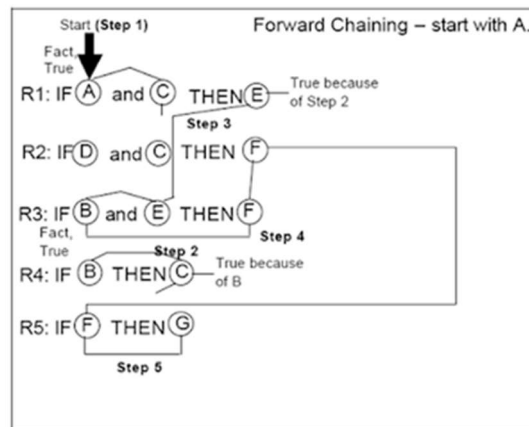 Start (Step 1)
Forward Chaining – start with A.
Fact,
True
R1: IF A and C THEN E
True because
of Step 2
Step 3
R2: IF D and C THEN F
R3: IF B and E THEN F
Fact,
True
Step 4
Step 2
R4: IF B THEN C
True because
of B
R5: IF F THEN G
Step 5